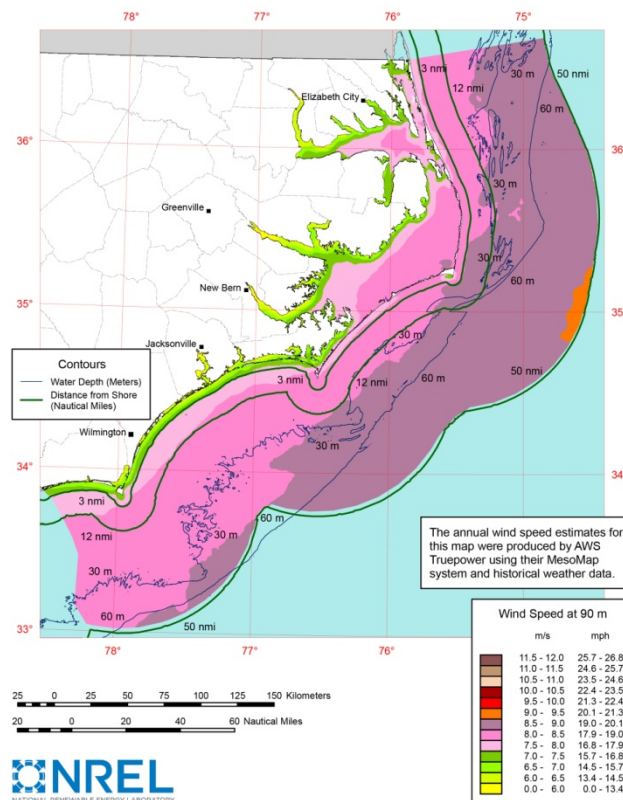 78° 77° 76° 75°
3 nmi
30 m
50 nmi
12 nmi
60 m
Elizabeth City
36°
36
30 m
Greenville
30 m
New Bern
60 m
35°
35
Jacksonville
30 m
Contours
Water Depth (Meters)
Distance from Shore
(Nautical Miles)
3 nmi
12 nmi
60 m
50 nmi
Wilmington
30 m
34°
34
3 nmi
60 m
12 nmi
30 m
30 m
The annual wind speed estimates for
this map were produced by AWS
Truepower using their MesoMap
system and historical weather data.
60 m
50 nmi
33°
78° 77° 76°
Wind Speed at 90 m
m/s mph
11.5 - 12.0 25.7 - 26.8
11.0 - 11.5 24.6 - 25.7
10.5 - 11.0 23.5 - 24.6
10.0 - 10.5 22.4 - 23.5
9.5 - 10.0 21.3 - 22.4
9.0 - 9.5 20.1 - 21.3
8.5 - 9.0 19.0 - 20.1
8.0 - 8.5 17.9 - 19.0
7.5 - 8.0 16.8 - 17.9
7.0 - 7.5 15.7 - 16.8
6.5 - 7.0 14.5 - 15.7
6.0 - 6.5 13.4 - 14.5
0.0 - 6.0 0.0 - 13.4
25 0 25 50 75 100 125 150 Kilometers
20 0 20 40 60 Nautical Miles
NREL
NATIONAL RENEWABLE ENERGY LABORATORY